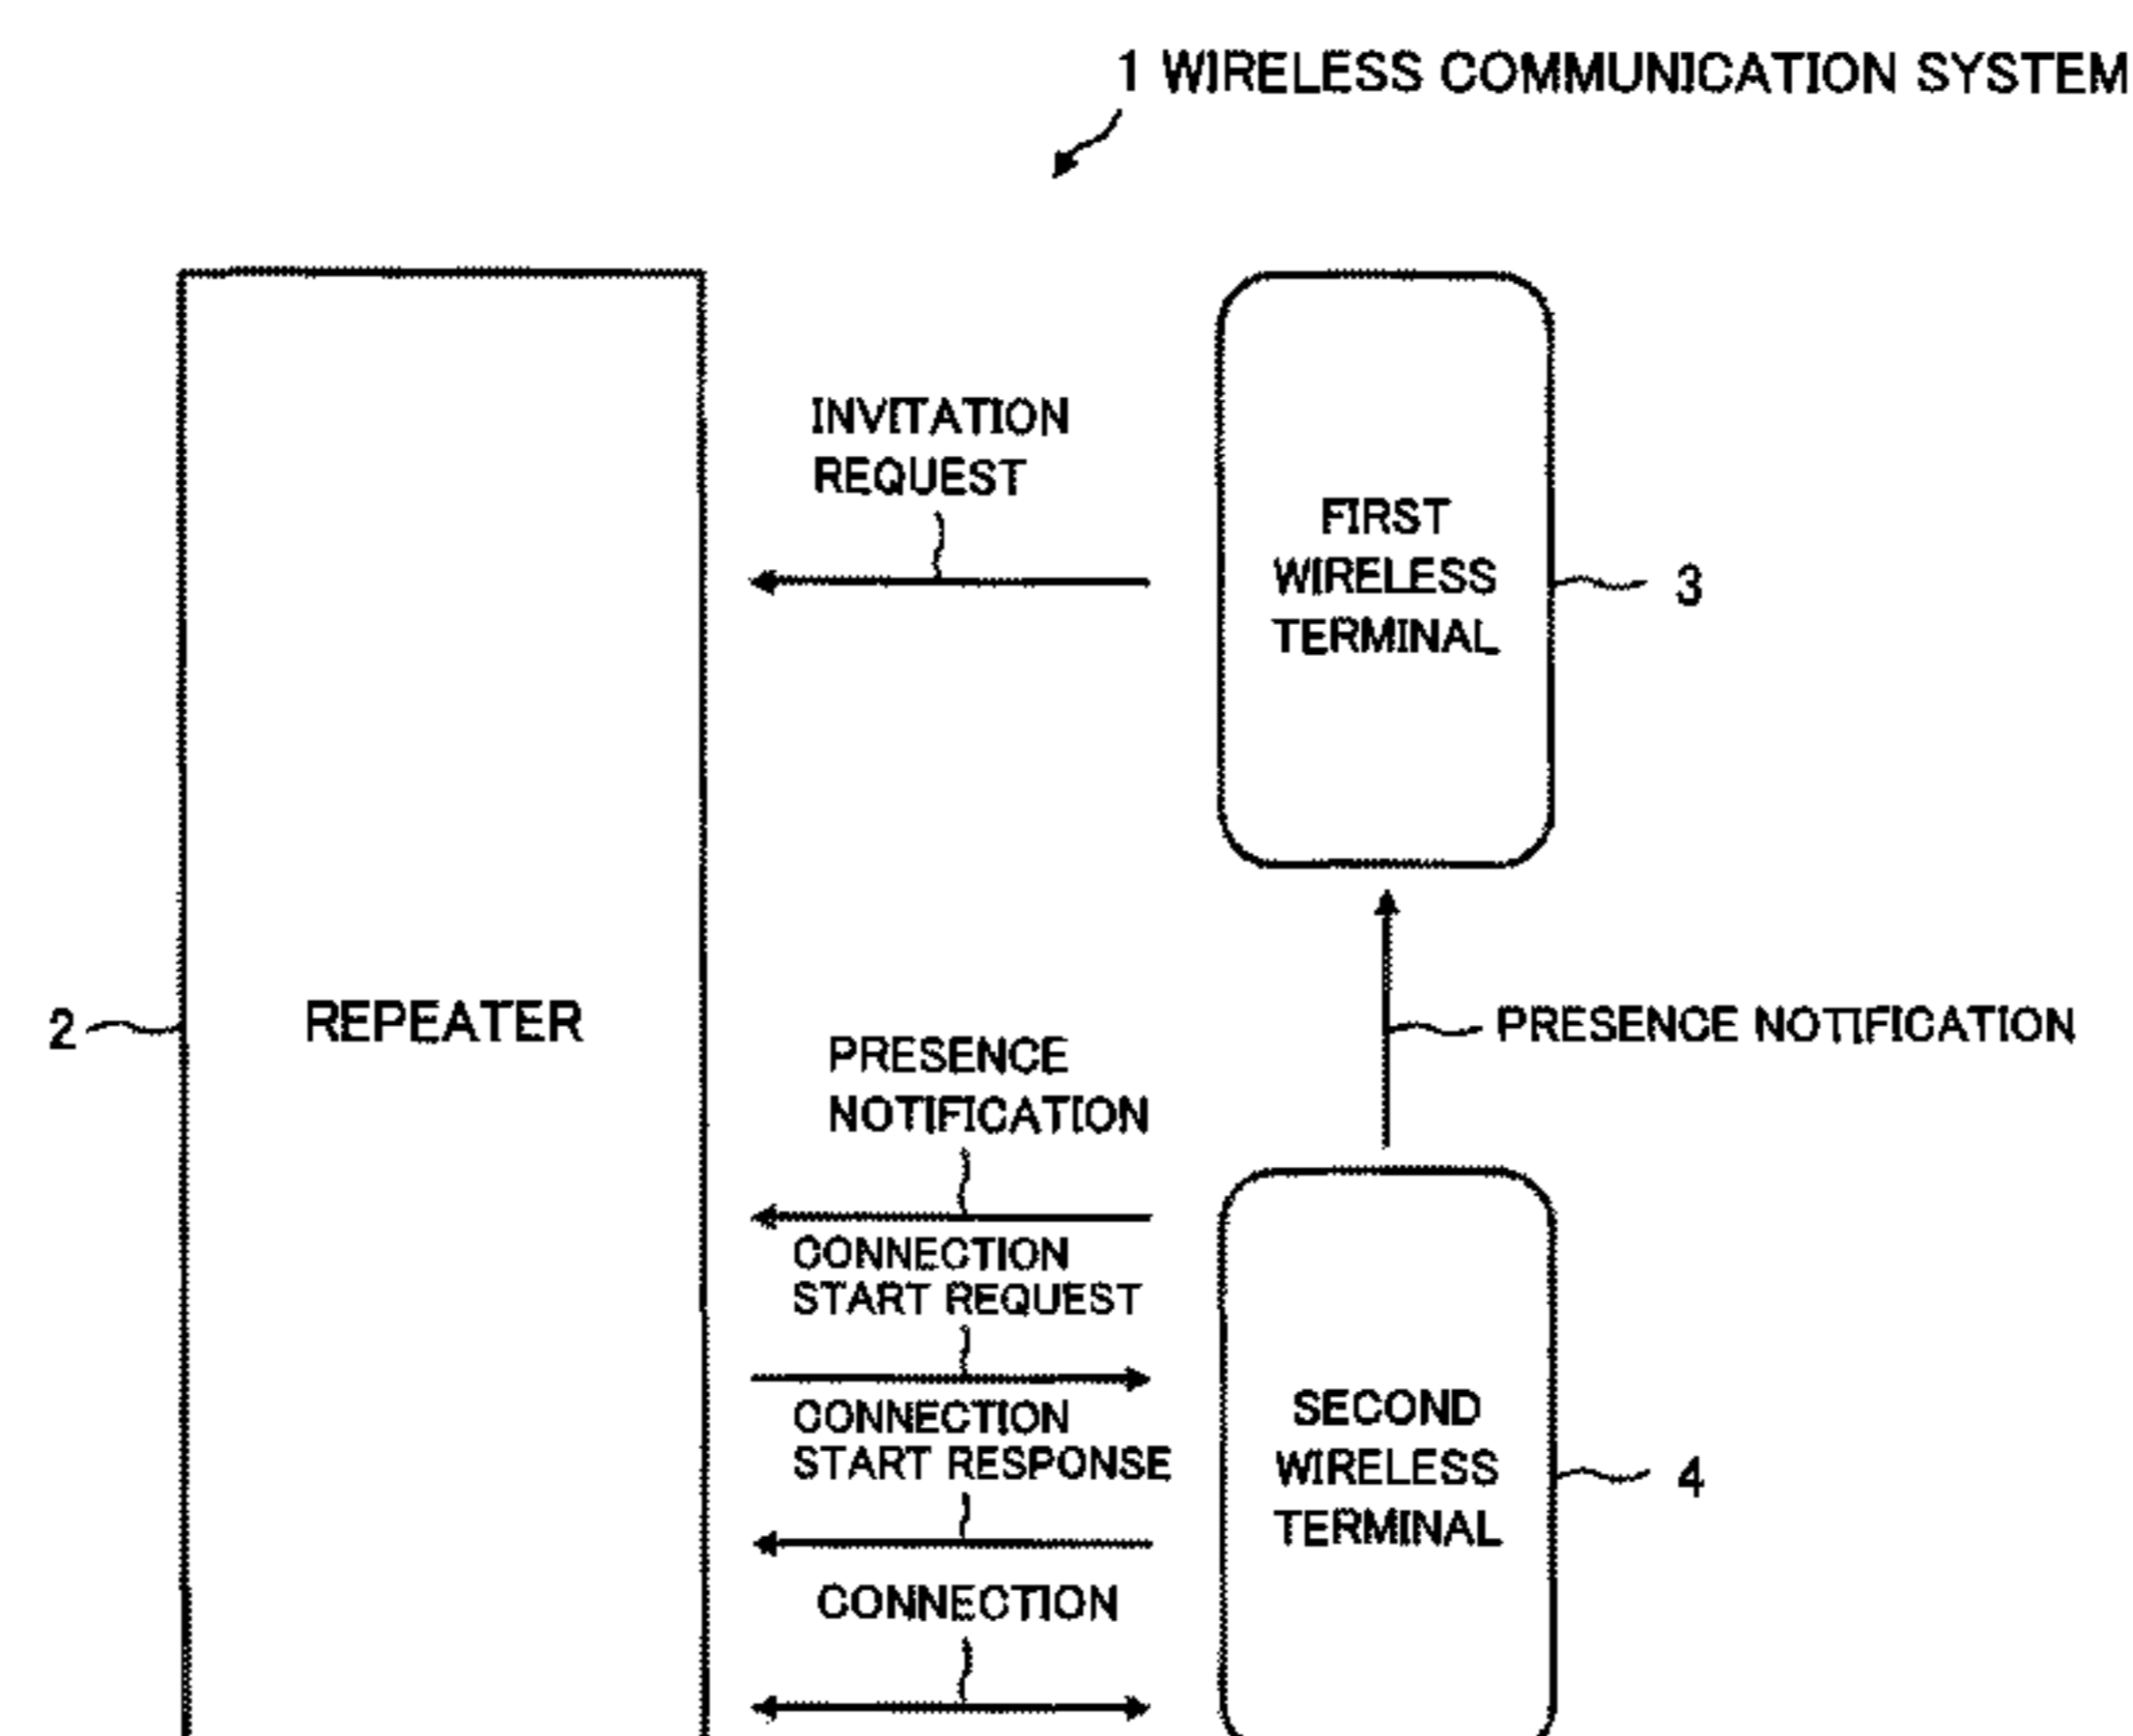 1 WIRELESS COMMUNICATION SYSTEM
INVITATION
REQUEST
FIRST
WIRELESS
TERMINAL
3
2
REPEATER
PRESENCE NOTIFICATION
PRESENCE
NOTIFICATION
CONNECTION
START REQUEST
CONNECTION
START RESPONSE
CONNECTION
SECOND
WIRELESS
TERMINAL
4